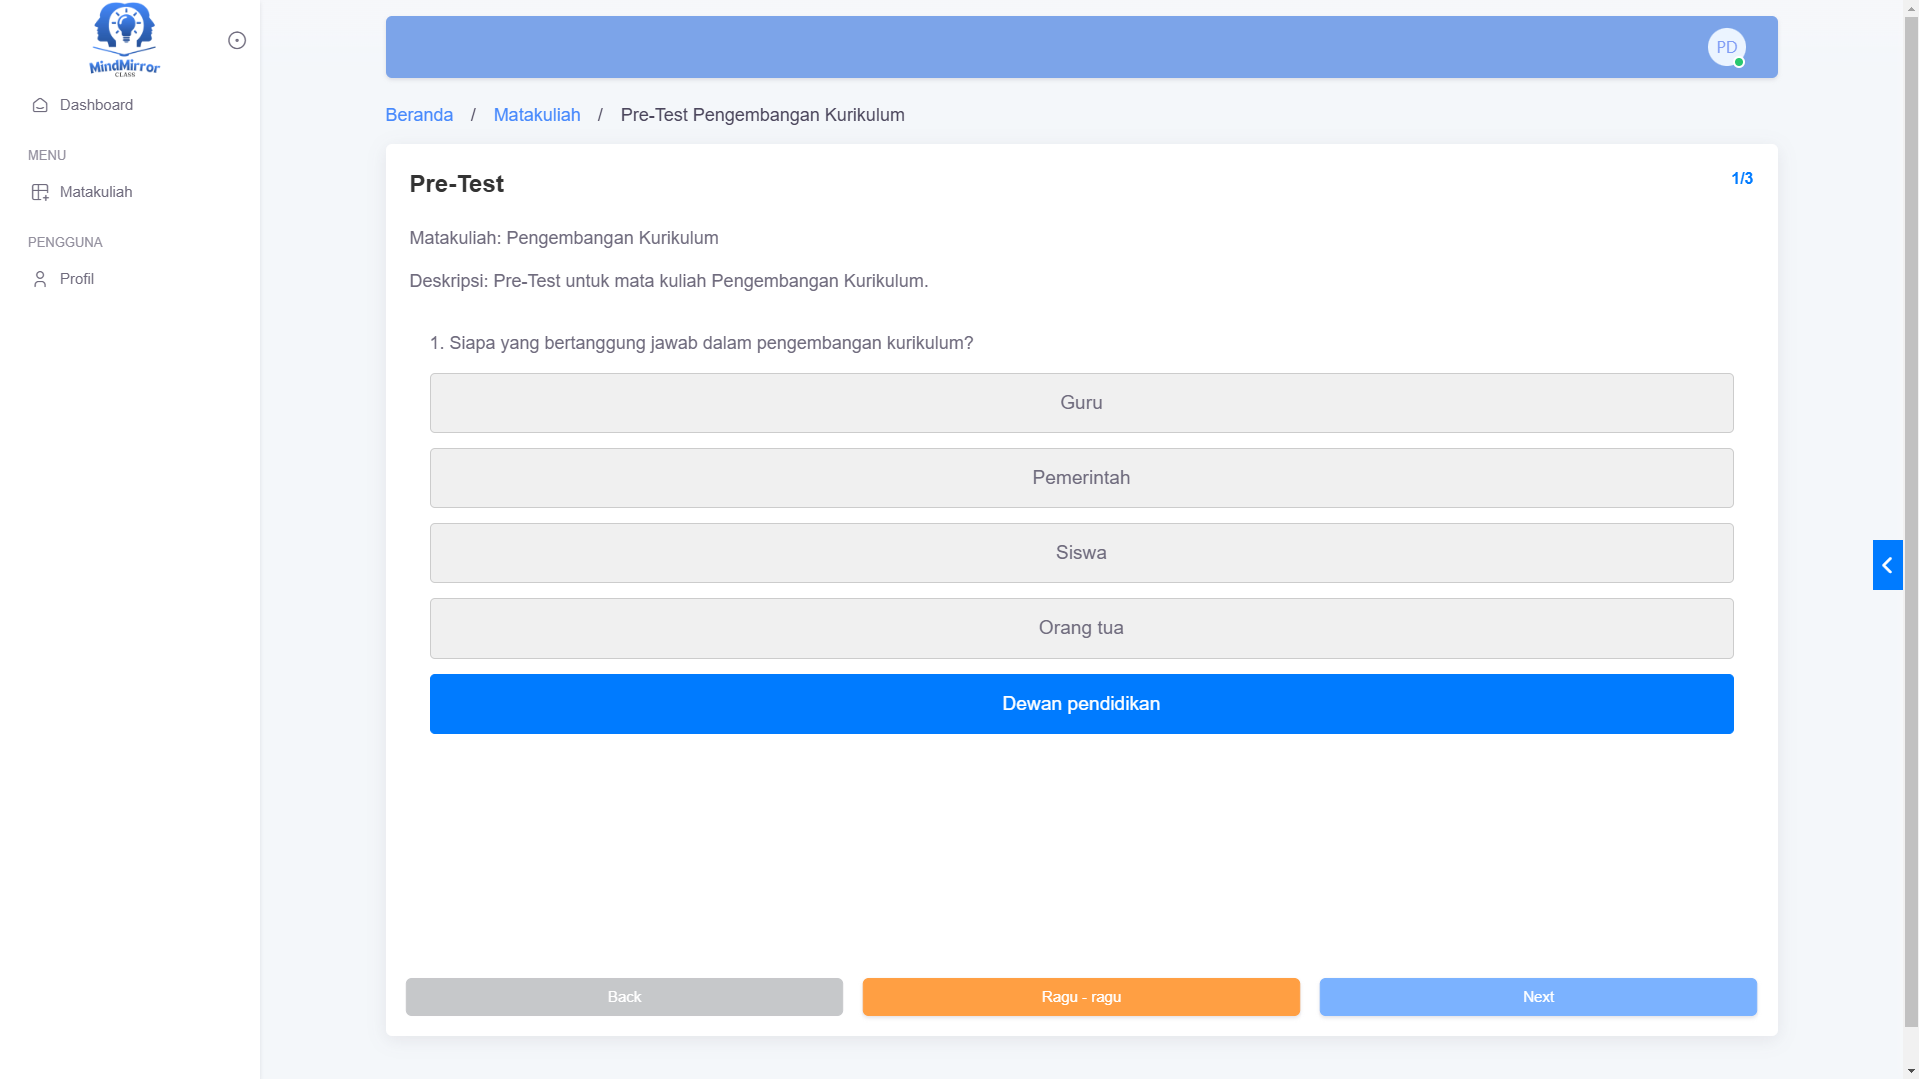 MindMirror
CLASS
Dashboard
MENU
Matakuliah
PENGGUNA
Profil
PD
Beranda / Matakuliah / Pre-Test Pengembangan Kurikulum
Pre-Test
1/3
Matakuliah: Pengembangan Kurikulum
Deskripsi: Pre-Test untuk mata kuliah Pengembangan Kurikulum.
1. Siapa yang bertanggung jawab dalam pengembangan kurikulum?
Guru
Pemerintah
Siswa
Orang tua
Dewan pendidikan
Back
Ragu - ragu
Next